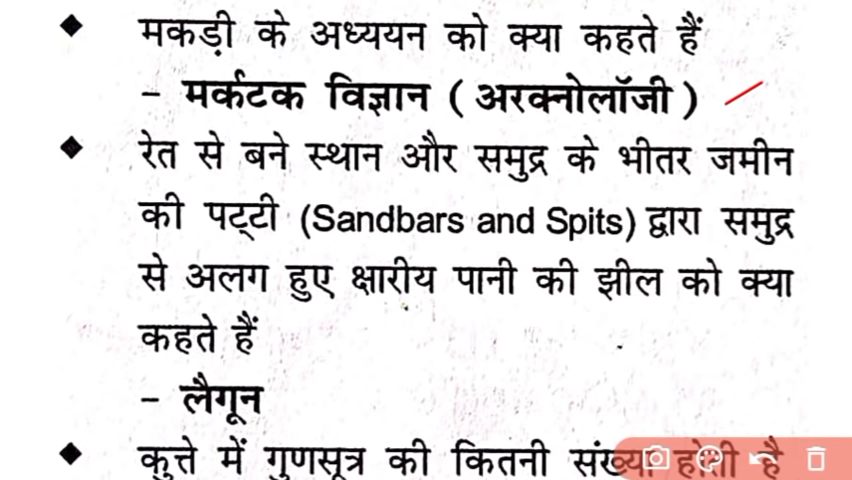 मकड़ी के अध्ययन को क्या कहते हैं
– मर्कटक विज्ञान ( अरक्नोलॉजी )
रेत से बने स्थान और समुद्र के भीतर जमीन
की पट्टी (Sandbars and Spits) द्वारा समुद्र
से अलग हुए क्षारीय पानी की झील को क्या
कहते हैं
– लैगून
कुत्ते में गुणसूत्र की कितनी संख्या होती है